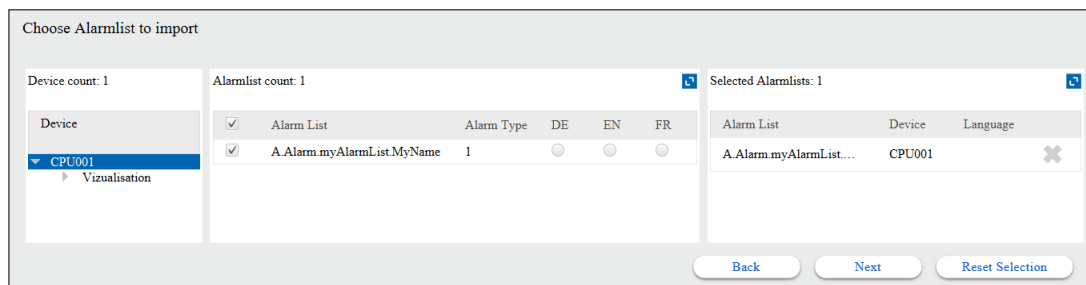 Choose Alarmlist to import
Device count: 1
Device
CPU001
Vizualisation
Alarmlist count: 1
Alarm List Alarm Type DE EN FR
A.Alarm.myAlarmList.MyName 1
Selected Alarmlists: 1
Alarm List Device Language
A.Alarm.myAlarmList.... CPU001
Back Next Reset Selection